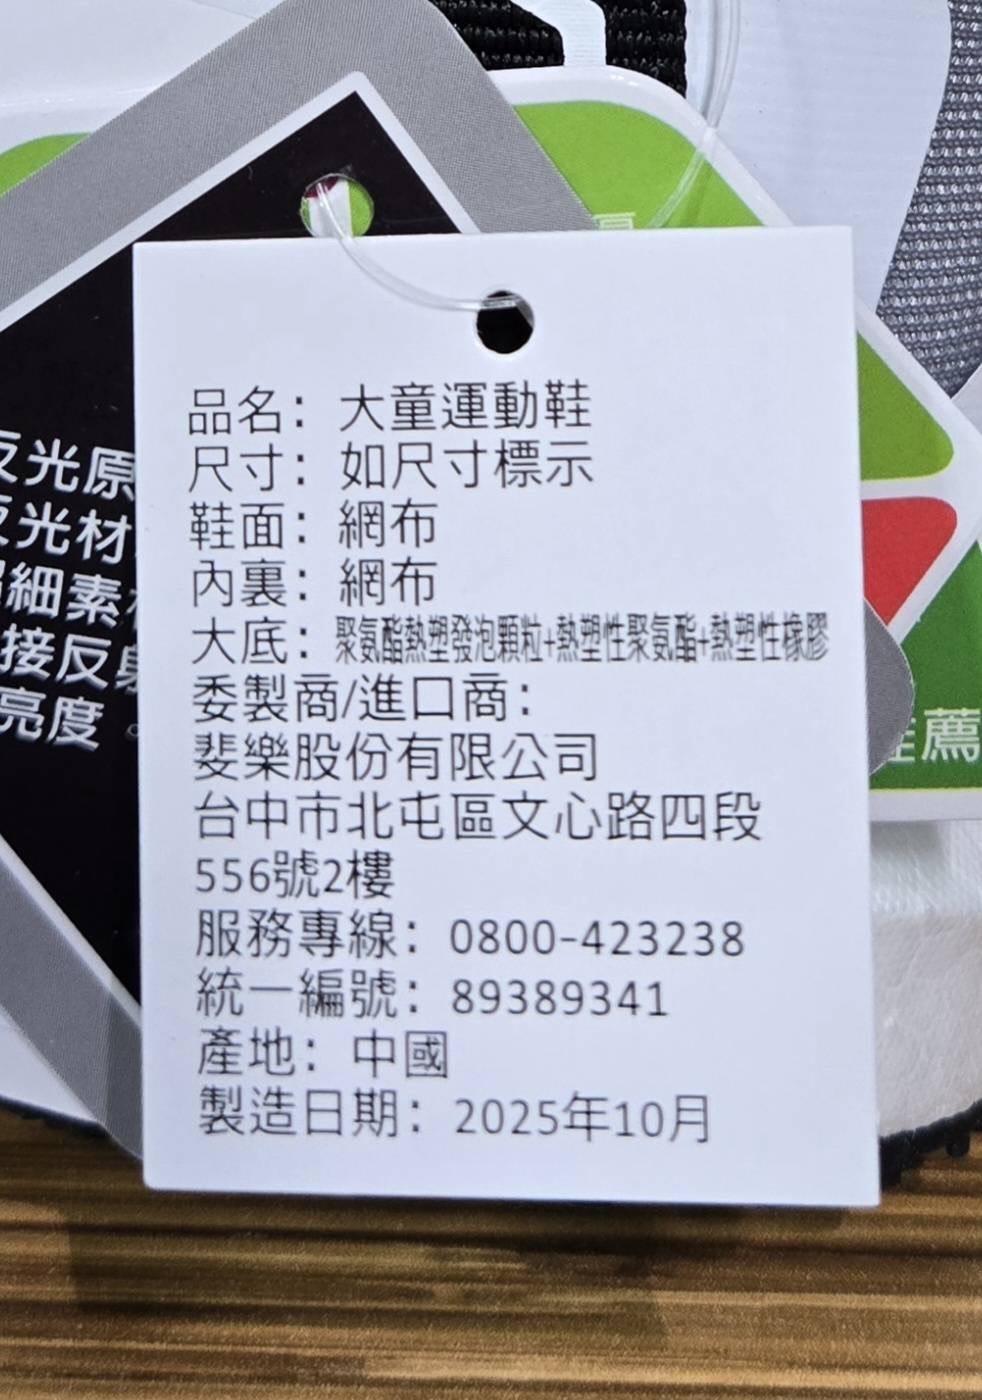 品名：大童運動鞋
尺寸：如尺寸標示
鞋面：網布
內裏：網布
大底：聚氨酯熱塑發泡顆粒+熱塑性聚氨酯+熱塑性橡膠
委製商/進口商：
斐樂股份有限公司
台中市北屯區文心路四段
556號2樓
服務專線：0800-423238
統一編號：89389341
產地：中國
製造日期：2025年10月
反光原
反光材
細素
接反射
亮度。
推薦